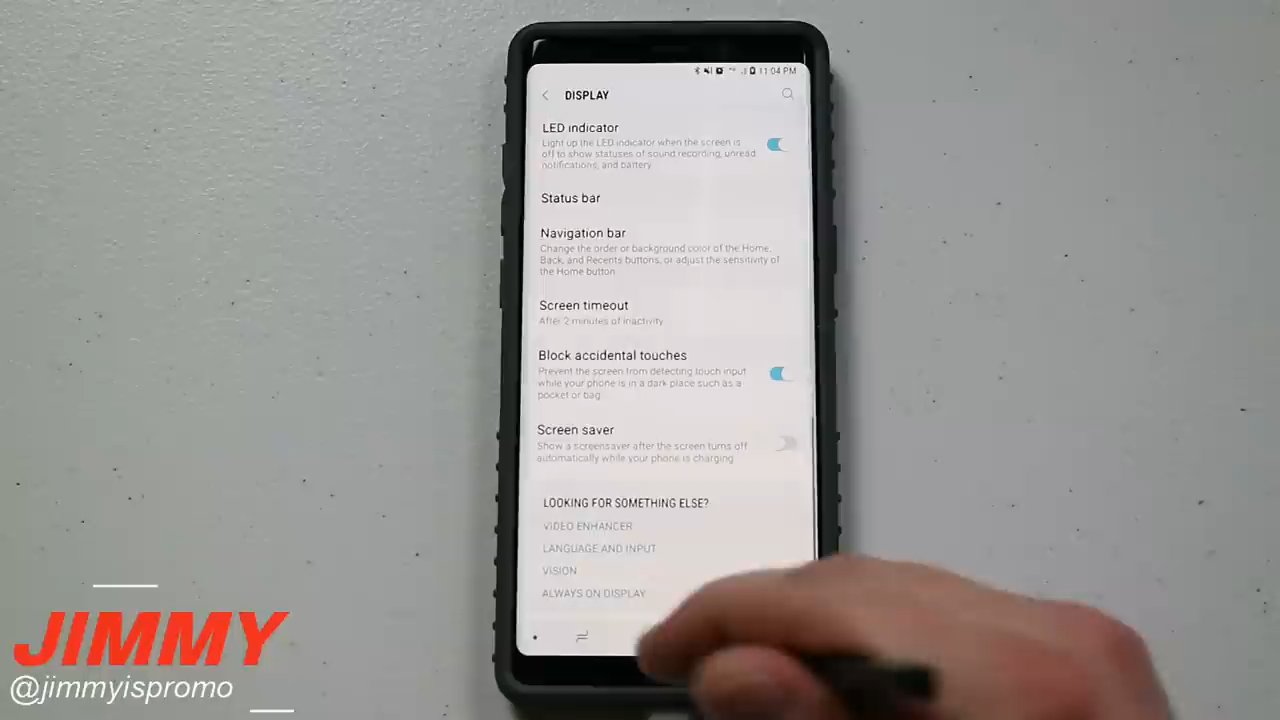 11:04 PM
DISPLAY
LED indicator
Light up the LED indicator when the screen is
off to show statuses of sound recording, unread
notifications, and battery.
Status bar
Navigation bar
Change the order or background color of the Home,
Back, and Recents buttons, or adjust the sensitivity of
the Home button.
Screen timeout
After 2 minutes of inactivity
Block accidental touches
Prevent the screen from detecting touch input
while your phone is in a dark place such as a
pocket or bag.
Screen saver
Show a screensaver after the screen turns off
automatically while your phone is charging.
LOOKING FOR SOMETHING ELSE?
VIDEO ENHANCER
LANGUAGE AND INPUT
VISION
ALWAYS ON DISPLAY
JIMMY
@jimmyispromo